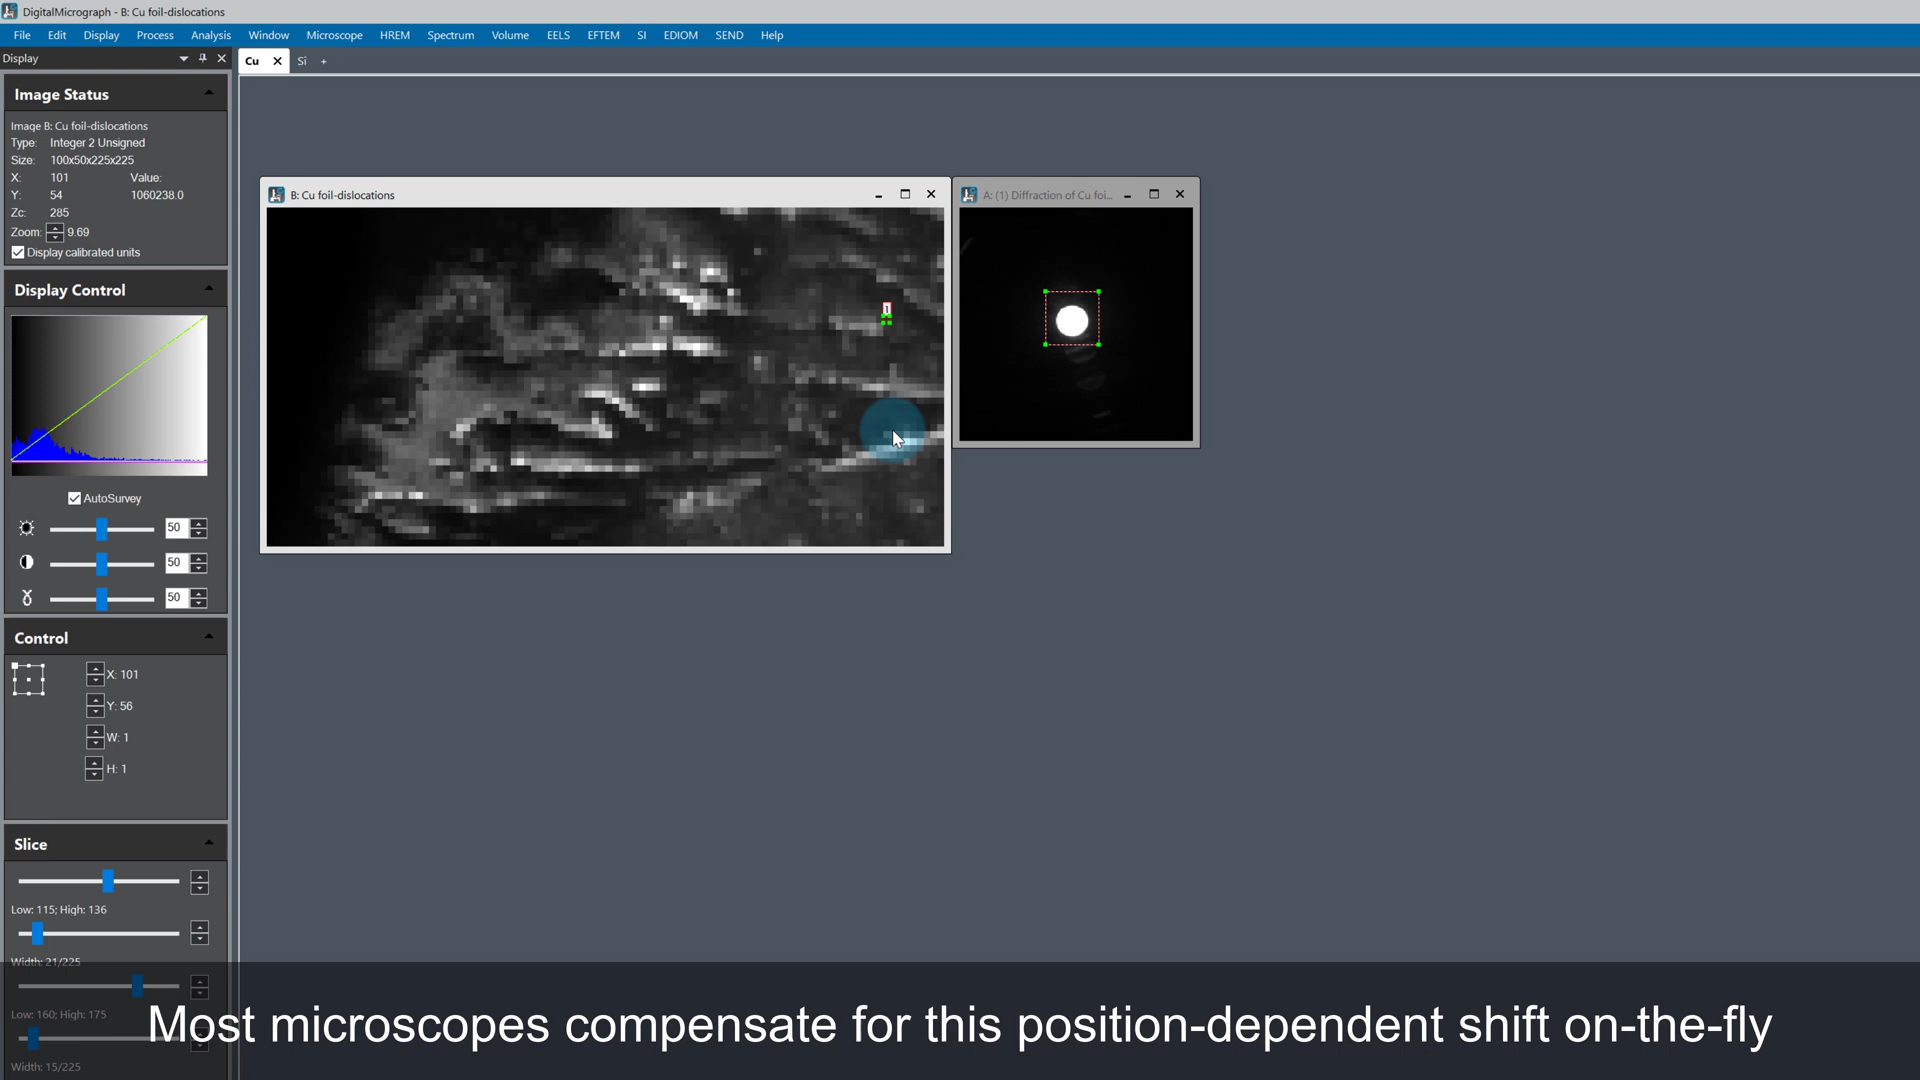 DigitalMicrograph - B: Cu foil-dislocations
File Edit Display Process Analysis Window Microscope HREM Spectrum Volume EELS EFTEM SI EDIOM SEND Help
Display
Cu Si +
Image Status
Image B: Cu foil-dislocations
Type: Integer 2 Unsigned
Size: 100x50x225x225
X: 101 Value:
Y: 54 1060238.0
Zc: 285
Zoom: 9.69
Display calibrated units
B: Cu foil-dislocations
A: (1) Diffraction of Cu foi...
1
Display Control
AutoSurvey
50
50
50
Control
X: 101
Y: 56
W: 1
H: 1
Slice
Low: 115; High: 136
Width: 21/225
Low: 160; High: 175
Width: 15/225
Most microscopes compensate for this position-dependent shift on-the-fly